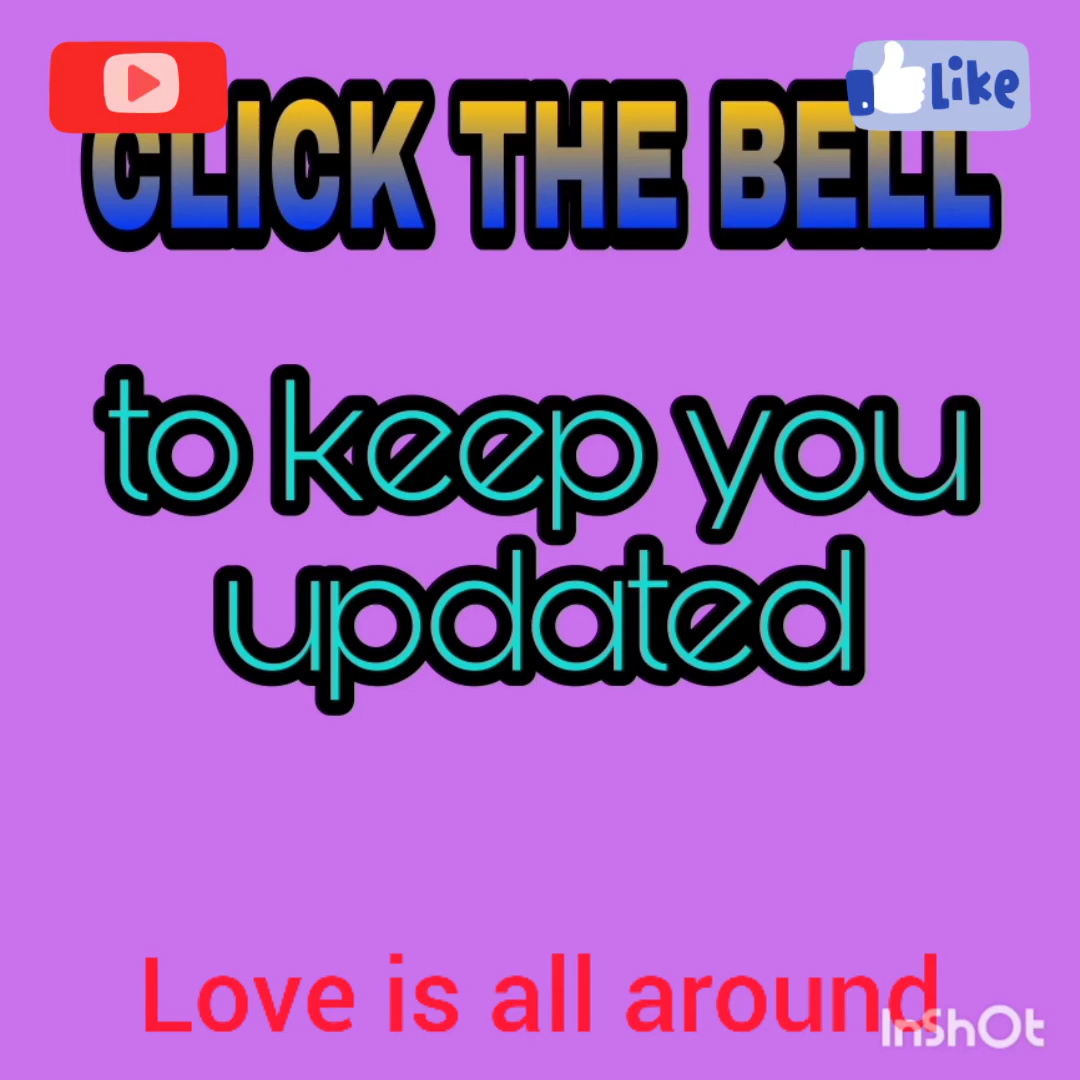 Like
CLICK THE BELL
to keep you
updated
Love is all around
InShOt